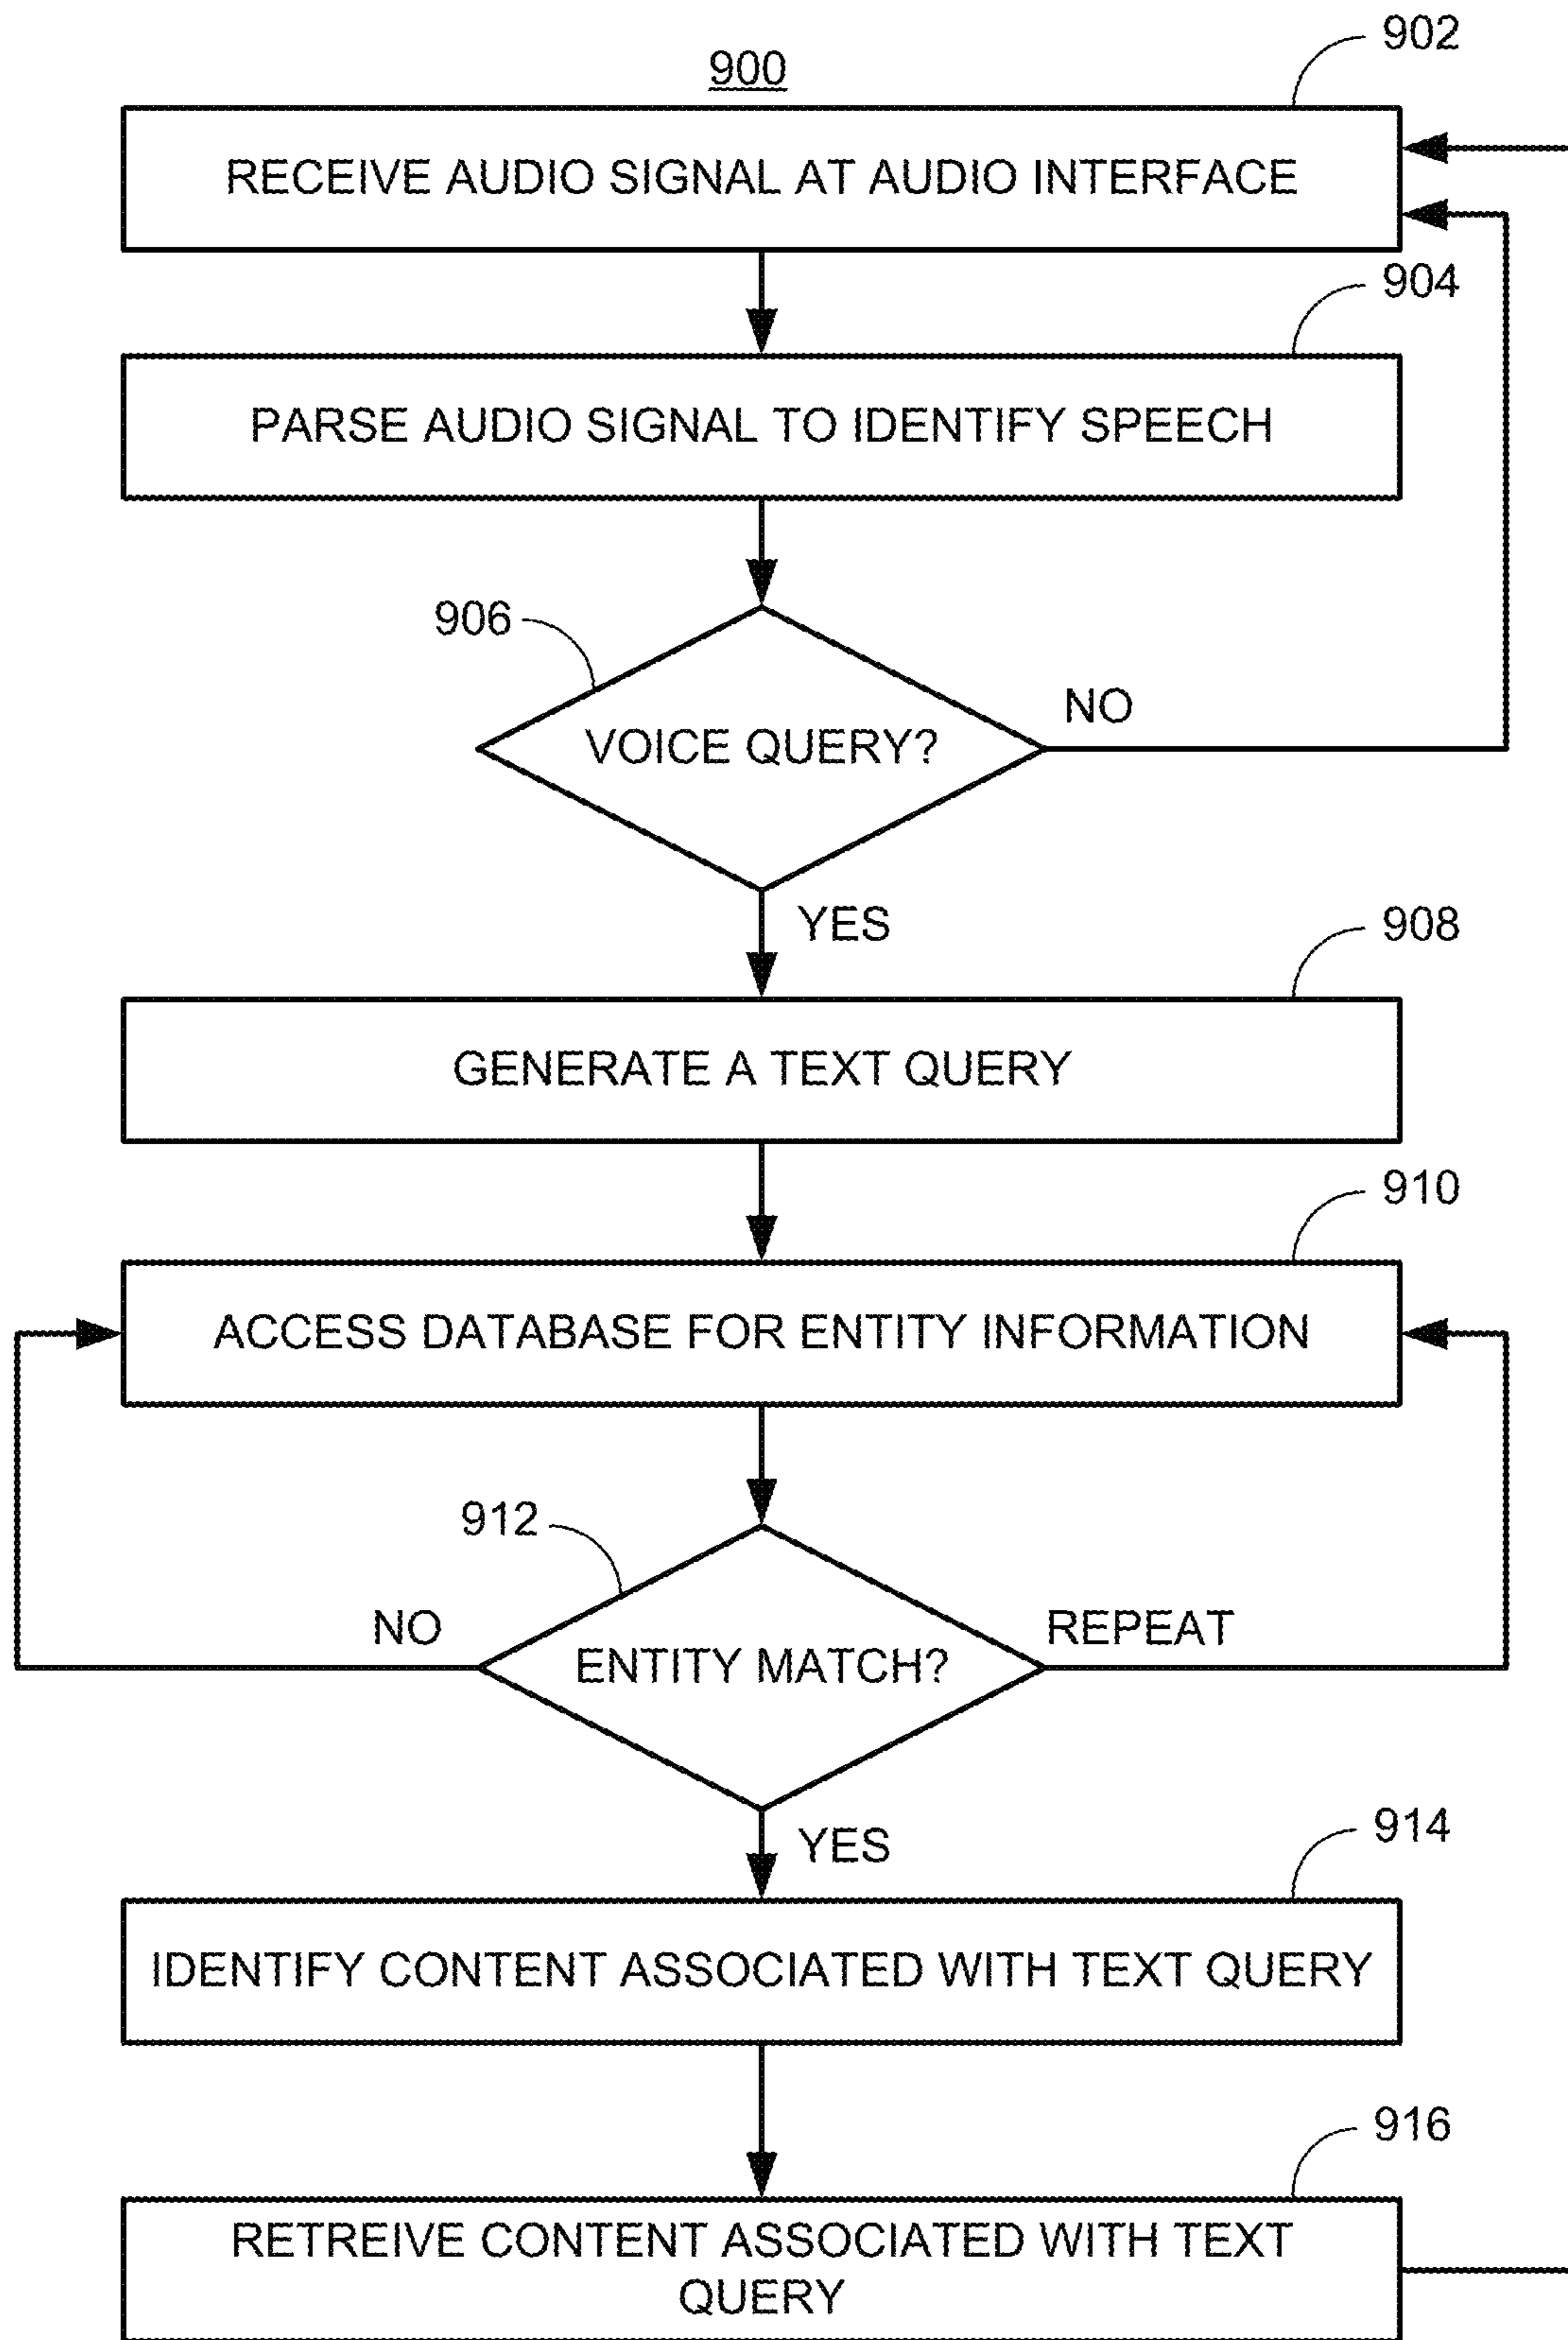 902
900
RECEIVE AUDIO SIGNAL AT AUDIO INTERFACE
904
PARSE AUDIO SIGNAL TO IDENTIFY SPEECH
906
NO
VOICE QUERY?
YES
908
GENERATE A TEXT QUERY
910
ACCESS DATABASE FOR ENTITY INFORMATION
912
NO
REPEAT
ENTITY MATCH?
YES
914
IDENTIFY CONTENT ASSOCIATED WITH TEXT QUERY
916
RETREIVE CONTENT ASSOCIATED WITH TEXT
QUERY